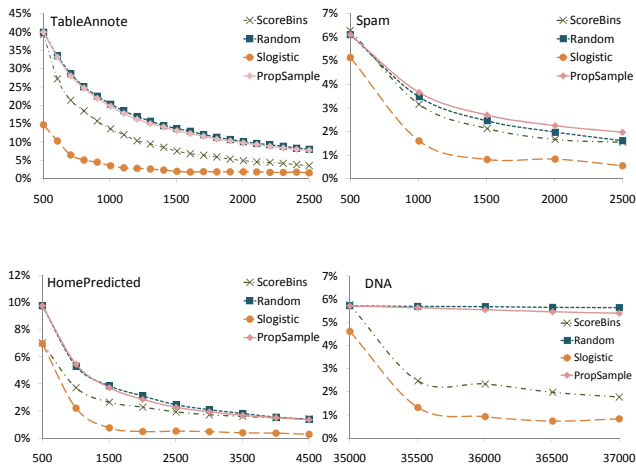 TableAnnote
45%
40%
35%
30%
25%
20%
15%
10%
5%
0%
500 1000 1500 2000 2500
ScoreBins
Random
Slogistic
PropSample
Spam
7%
6%
5%
4%
3%
2%
1%
0%
500 1000 1500 2000 2500
ScoreBins
Random
Slogistic
PropSample
HomePredicted
12%
10%
8%
6%
4%
2%
0%
500 1500 2500 3500 4500
ScoreBins
Random
Slogistic
PropSample
DNA
7%
6%
5%
4%
3%
2%
1%
0%
35000 35500 36000 36500 37000
ScoreBins
Random
Slogistic
PropSample